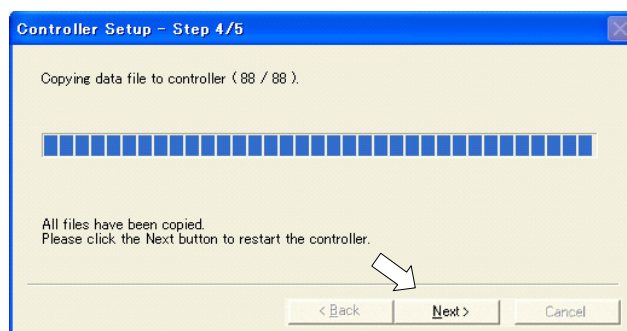 Controller Setup - Step 4/5
Copying data file to controller ( 88 / 88 ).
All files have been copied.
Please click the Next button to restart the controller.
< Back
Next >
Cancel